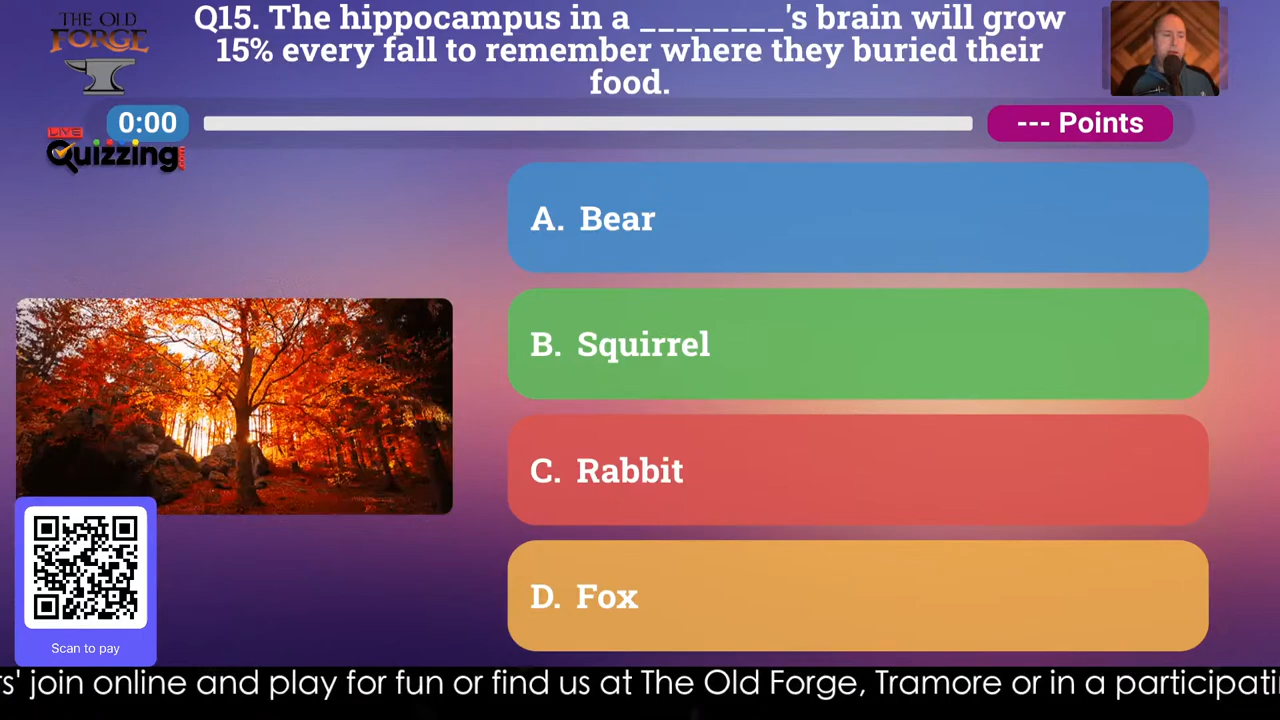 THE OLD
FORGE
Q15. The hippocampus in a ________'s brain will grow
15% every fall to remember where they buried their
food.
0:00
--- Points
LIVE
Quizzing
A. Bear
B. Squirrel
C. Rabbit
D. Fox
Scan to pay
s' join online and play for fun or find us at The Old Forge, Tramore or in a participati